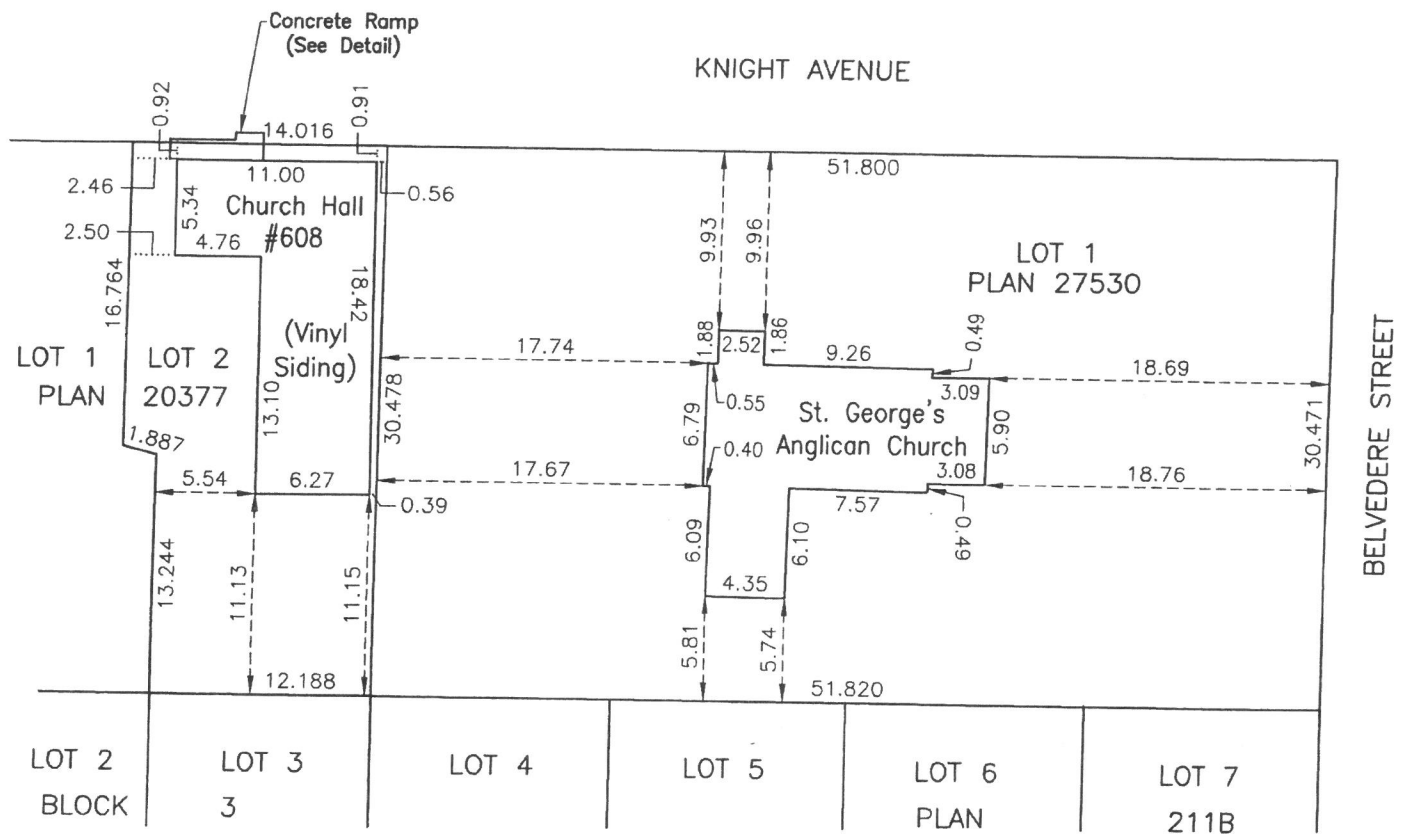 Concrete Ramp
(See Detail)
KNIGHT AVENUE
0.92
14.016
0.91
51.800
2.46
11.00
0.56
5.34
Church Hall
#608
2.50
4.76
9.93
9.96
LOT 1
PLAN 27530
16.764
18.42
(Vinyl
Siding)
1.88
2.52
1.86
9.26
0.49
17.74
18.69
3.09
LOT 1
LOT 2
PLAN
20377
13.10
30.478
0.55
6.79
St. George's
Anglican Church
5.90
30.471
BELVEDERE STREET
1.887
0.40
5.54
6.27
17.67
3.08
18.76
0.39
7.57
0.49
6.09
6.10
13.244
11.13
11.15
4.35
5.81
5.74
12.188
51.820
LOT 2
LOT 3
LOT 4
LOT 5
LOT 6
LOT 7
BLOCK
3
PLAN
211B